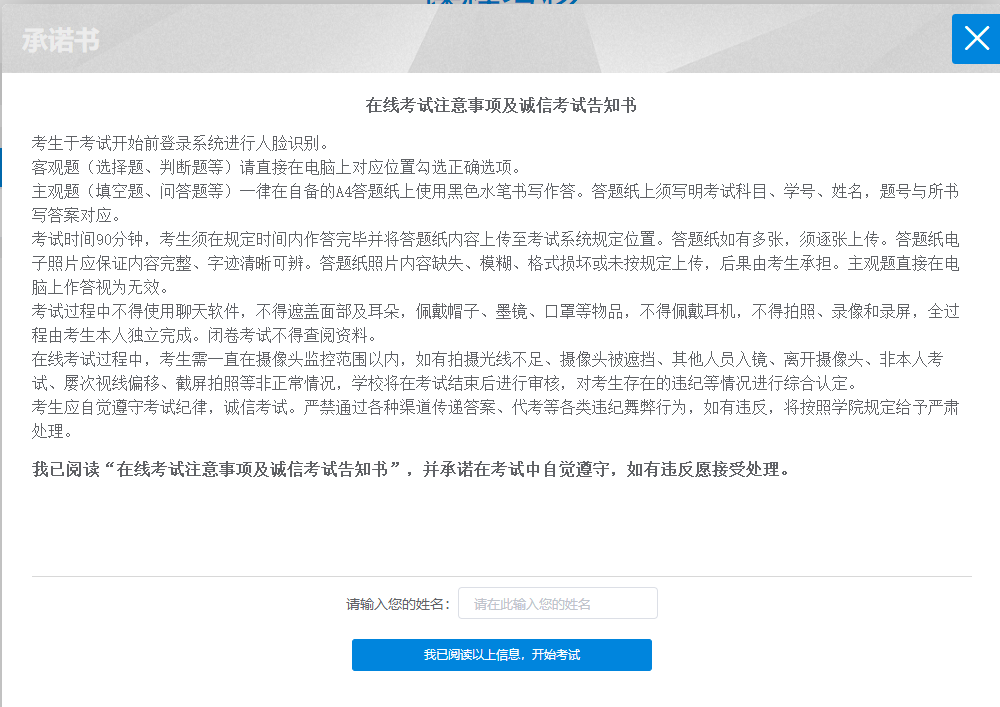 承诺书
在线考试注意事项及诚信考试告知书
考生于考试开始前登录系统进行人脸识别。
客观题（选择题、判断题等）请直接在电脑上对应位置勾选正确选项。
主观题（填空题、问答题等）一律在自备的A4答题纸上使用黑色水笔书写作答。答题纸上须写明考试科目、学号、姓名，题号与所书
写答案对应。
考试时间90分钟，考生须在规定时间内作答完毕并将答题纸内容上传至考试系统规定位置。答题纸如有多张，须逐张上传。答题纸电
子照片应保证内容完整、字迹清晰可辨。答题纸照片内容缺失、模糊、格式损坏或未按规定上传，后果由考生承担。主观题直接在电
脑上作答视为无效。
考试过程中不得使用聊天软件，不得遮盖面部及耳朵，佩戴帽子、墨镜、口罩等物品，不得佩戴耳机，不得拍照、录像和录屏，全过
程由考生本人独立完成。闭卷考试不得查阅资料。
在线考试过程中，考生需一直在摄像头监控范围以内，如有拍摄光线不足、摄像头被遮挡、其他人员入镜、离开摄像头、非本人考
试、屡次视线偏移、截屏拍照等非正常情况，学校将在考试结束后进行审核，对考生存在的违纪等情况进行综合认定。
考生应自觉遵守考试纪律，诚信考试。严禁通过各种渠道传递答案、代考等各类违纪舞弊行为，如有违反，将按照学院规定给予严肃
处理。
我已阅读“在线考试注意事项及诚信考试告知书”，并承诺在考试中自觉遵守，如有违反愿接受处理。
请输入您的姓名： 请在此输入您的姓名
我已阅读以上信息，开始考试